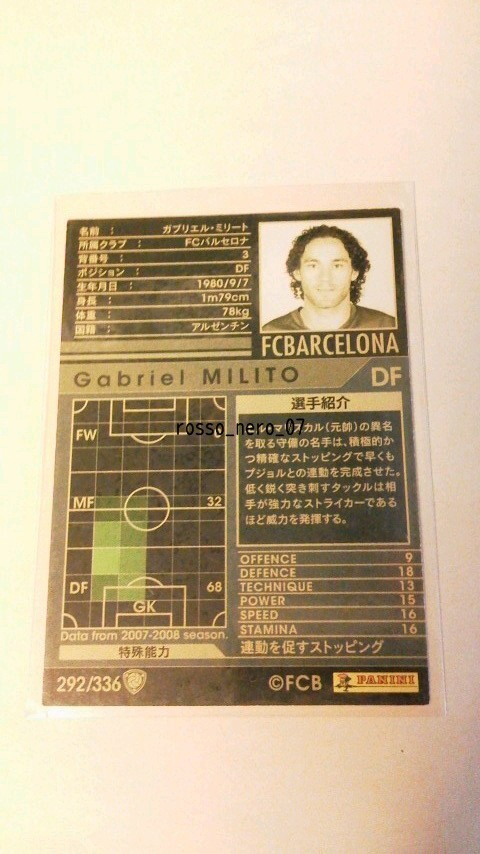 名前 : ガブリエル・ミリート
所属クラブ : FCバルセロナ
背番号 : 3
ポジション : DF
生年月日 : 1980/9/7
身長 : 1m79cm
体重 : 78kg
国籍 : アルゼンチン
FCBARCELONA
Gabriel MILITO DF
FW
MF 32
DF 68
GK
Data from 2007-2008 season.
特殊能力
選手紹介
rosso_nero_07
マリスカル(元帥)の異名
を取る守備の名手は、積極的か
つ精確なストッピングで早くも
プジョルとの連動を完成させた。
低く鋭く突き刺すタックルは相
手が強力なストライカーである
ほど威力を発揮する。
OFFENCE 9
DEFENCE 18
TECHNIQUE 13
POWER 15
SPEED 16
STAMINA 16
連動を促すストッピング
292/336
©FCB
PANINI